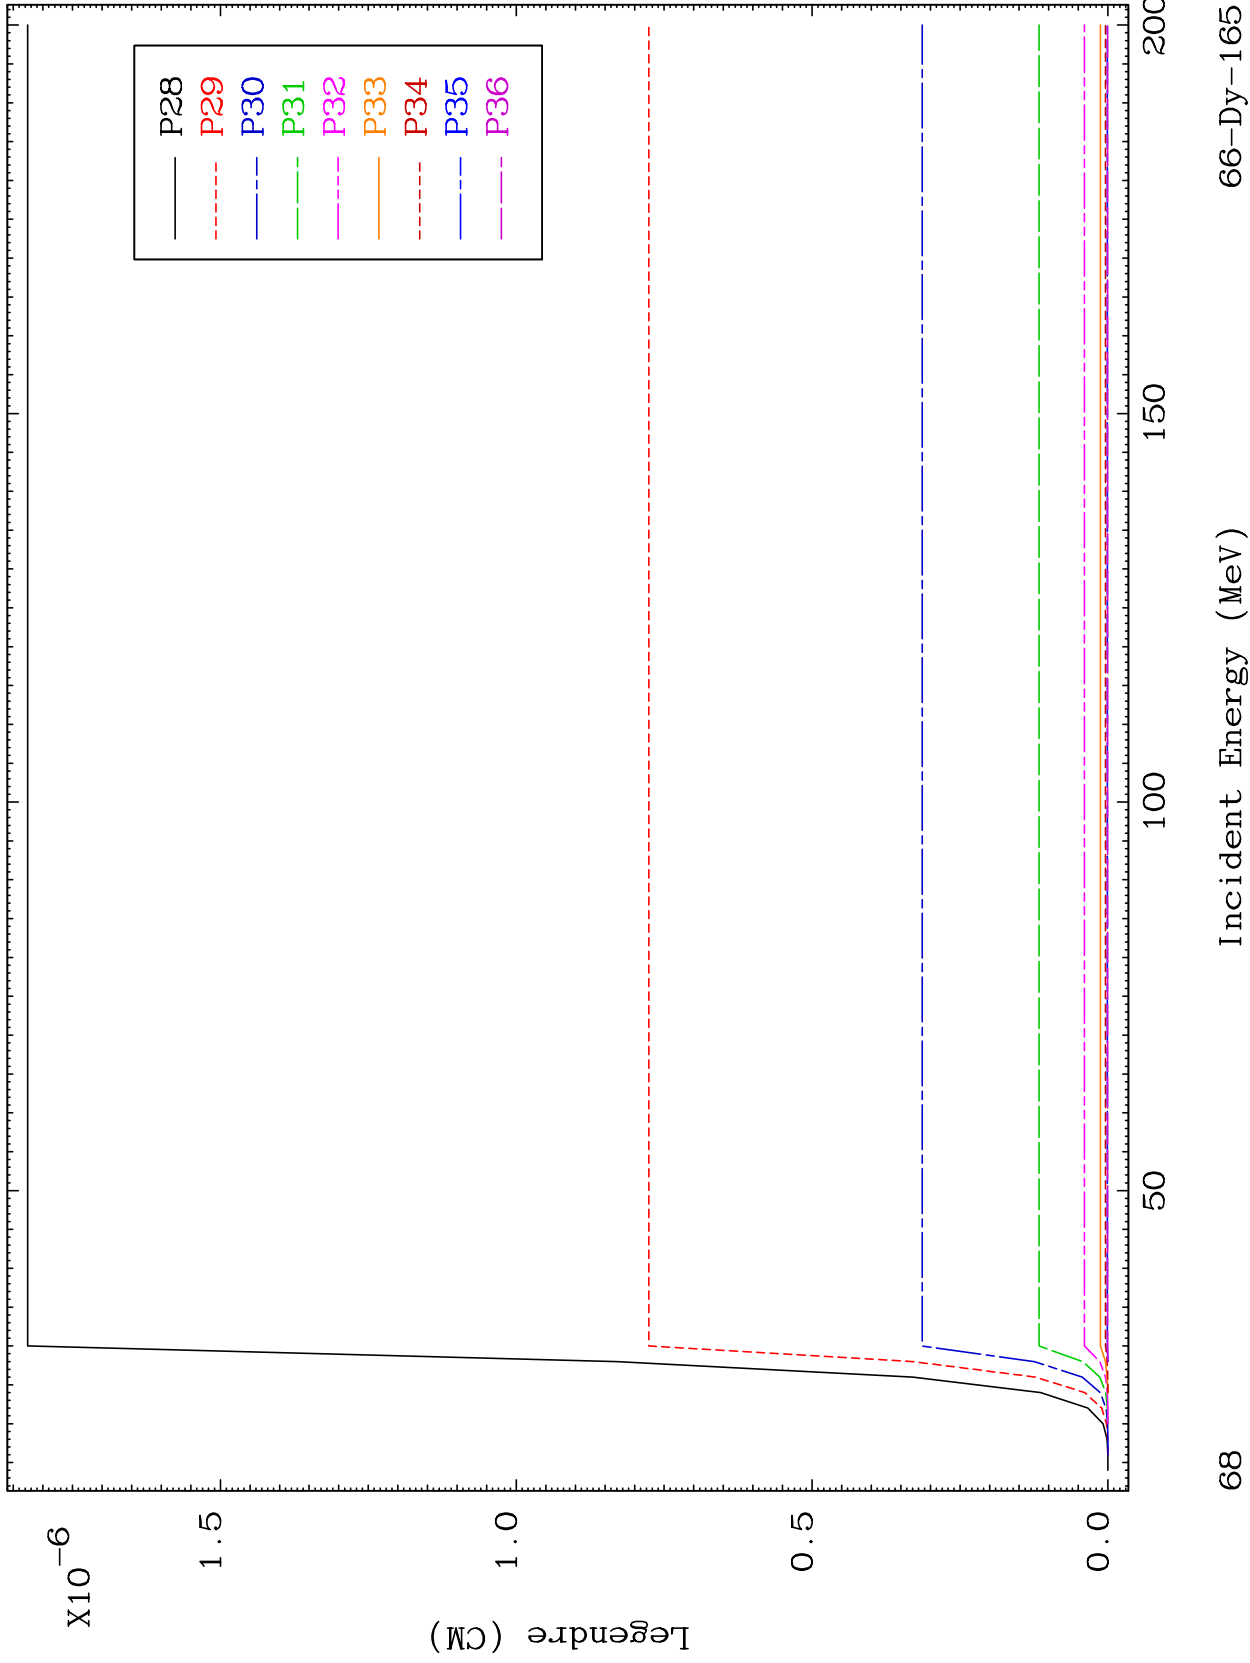 X10-6
1.5
1.0
0.5
0.0
Legendre (CM)
P28
P29
P30
P31
P32
P33
P34
P35
P36
50
100
150
200
Incident Energy (MeV)
68
66-Dy-165